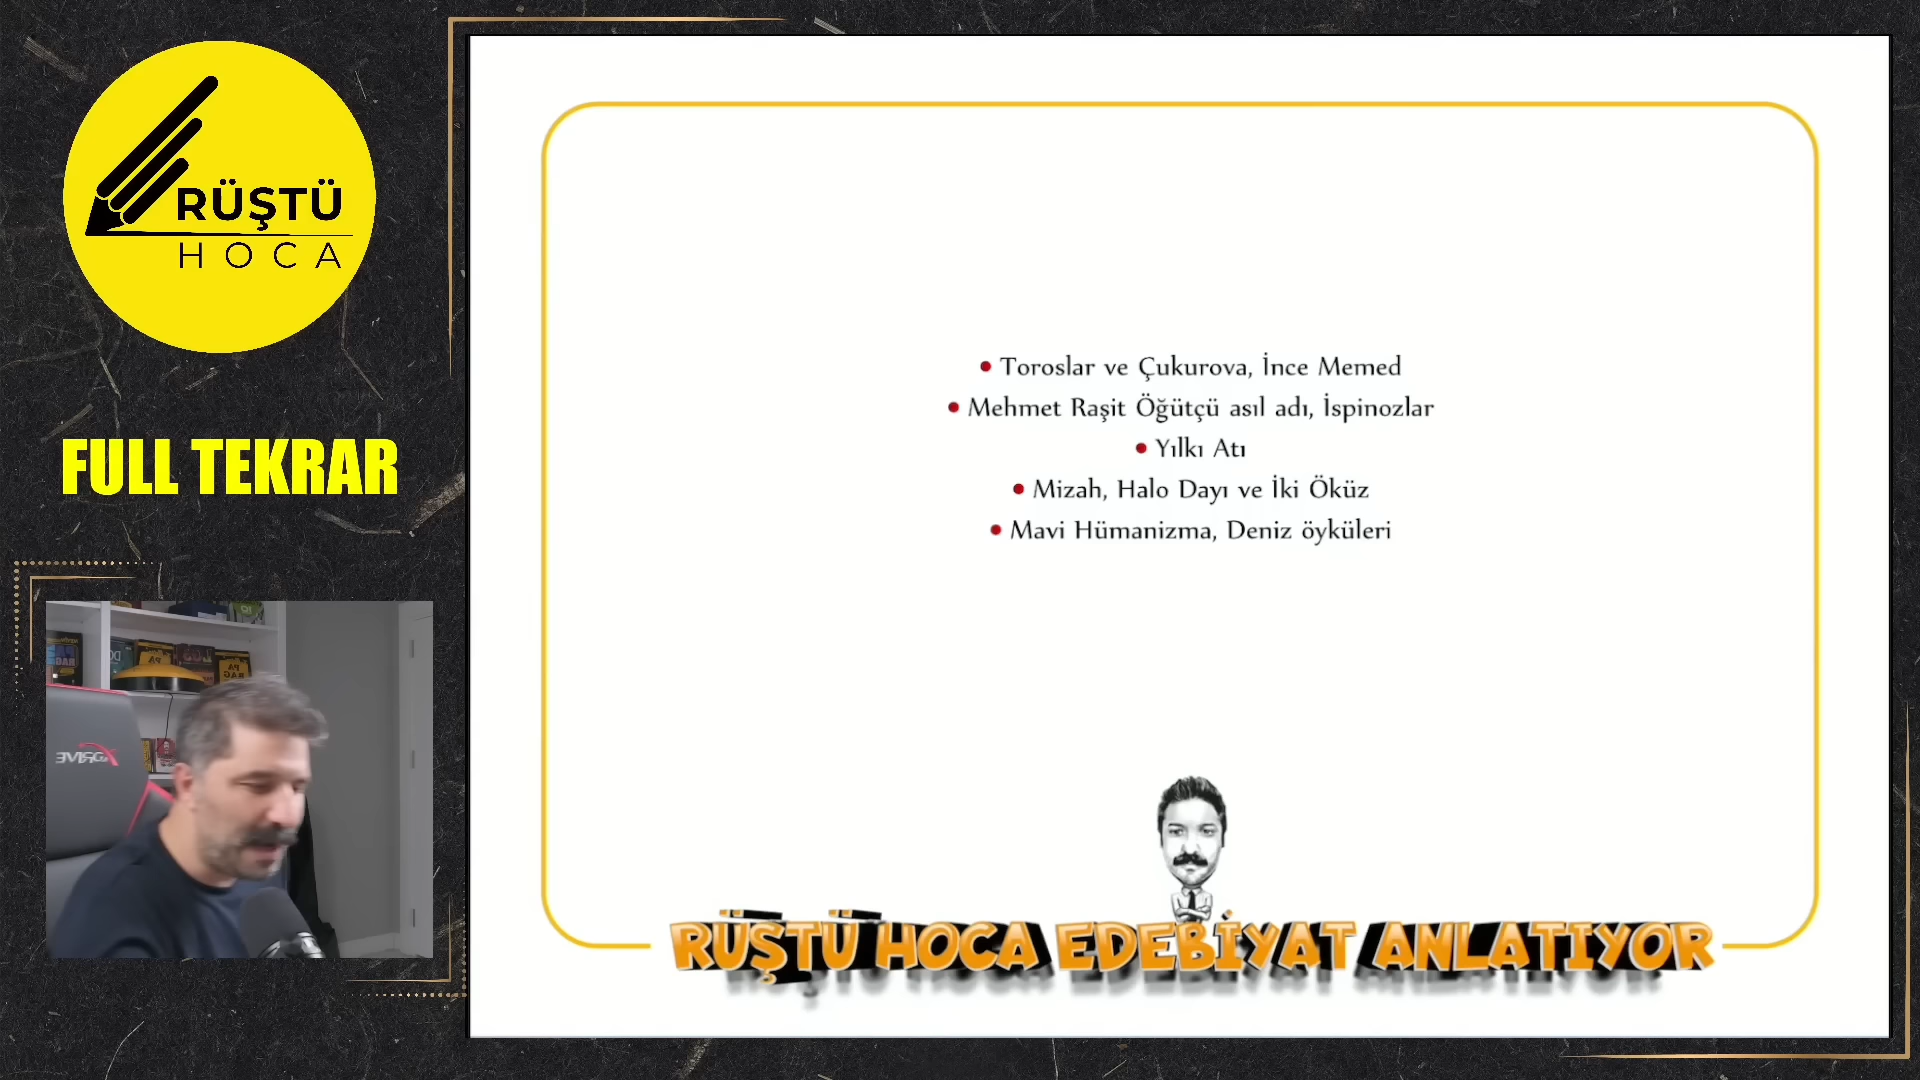 RÜŞTÜ
HOCA
FULL TEKRAR
• Toroslar ve Çukurova, İnce Memed
• Mehmet Raşit Öğütçü asıl adı, İspinozlar
• Yılkı Atı
• Mizah, Halo Dayı ve İki Öküz
• Mavi Hümanizma, Deniz öyküleri
RÜŞTÜ HOCA EDEBİYAT ANLATIYOR